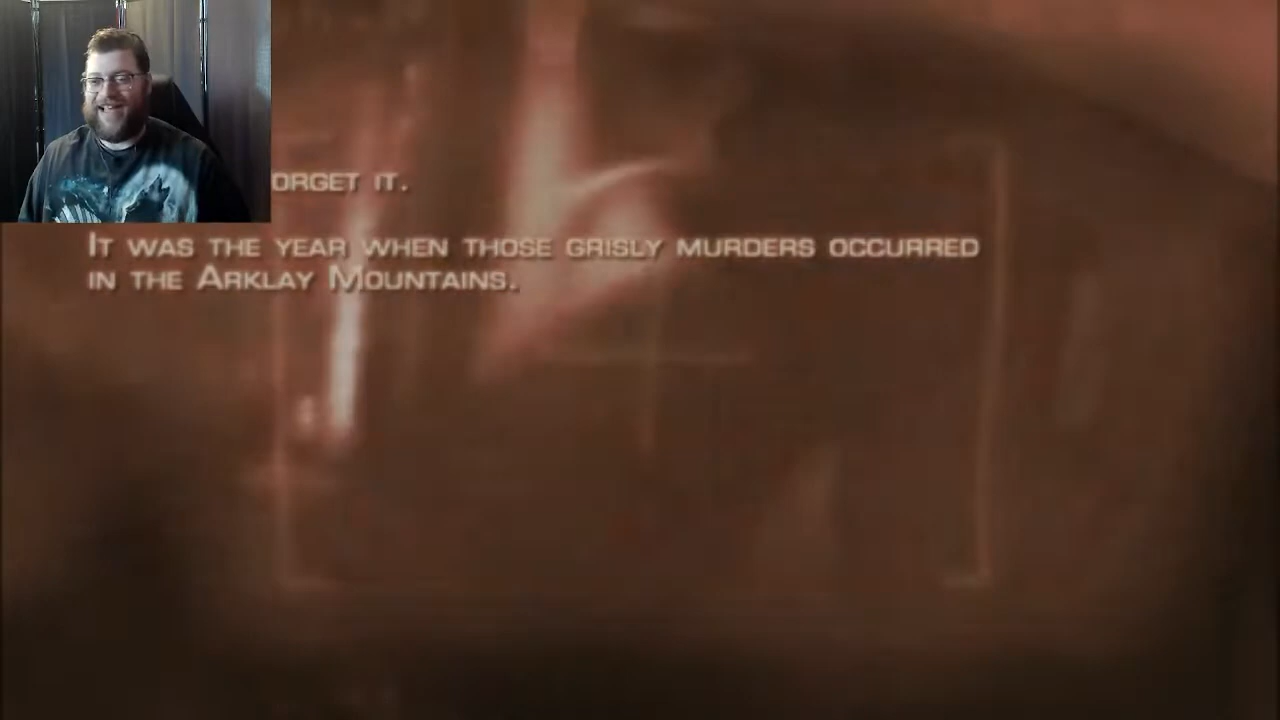 ORGET IT.
IT WAS THE YEAR WHEN THOSE GRISLY MURDERS OCCURRED
IN THE ARKLAY MOUNTAINS.